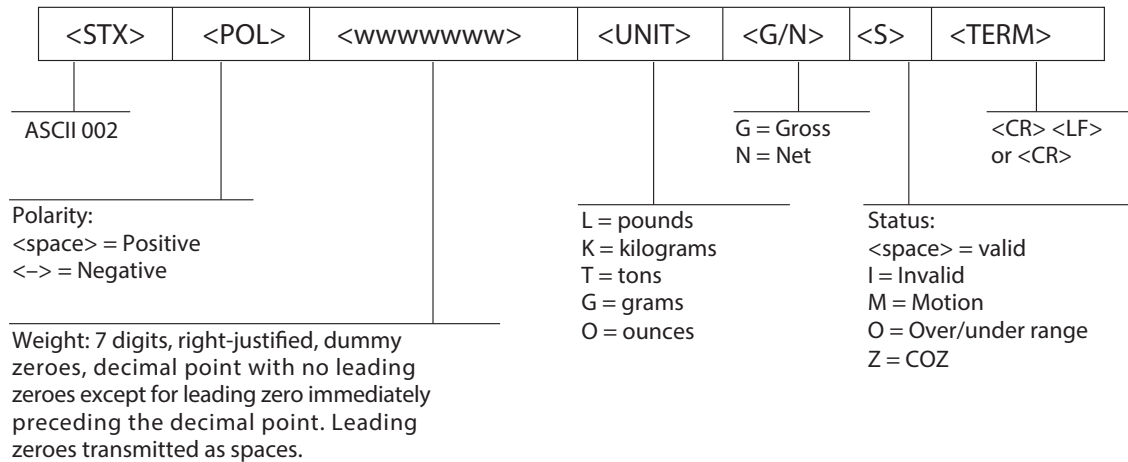 <STX> <POL> <wwwwwww> <UNIT> <G/N> <S> <TERM>
ASCII 002
G = Gross
N = Net
<CR> <LF>
or <CR>
Polarity:
<space> = Positive
<–> = Negative
L = pounds
K = kilograms
T = tons
G = grams
O = ounces
Status:
<space> = valid
I = Invalid
M = Motion
O = Over/under range
Z = COZ
Weight: 7 digits, right-justified, dummy
zeroes, decimal point with no leading
zeroes except for leading zero immediately
preceding the decimal point. Leading
zeroes transmitted as spaces.